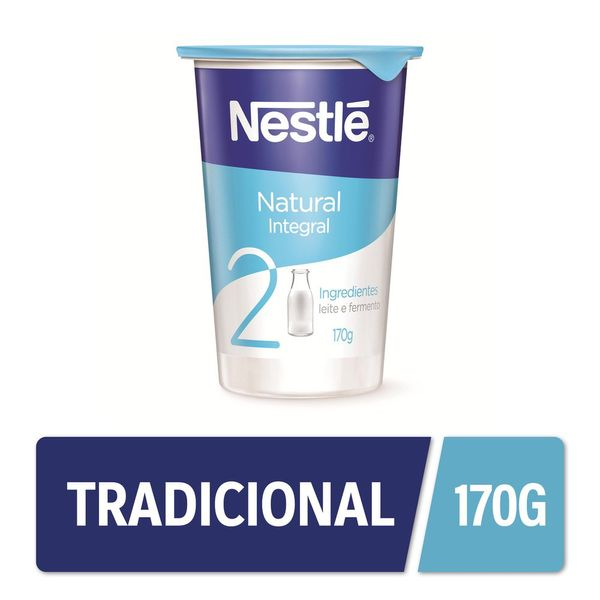 Nestlé®
Natural
Integral
2
Ingredientes
leite e fermento
170g
TRADICIONAL
170G